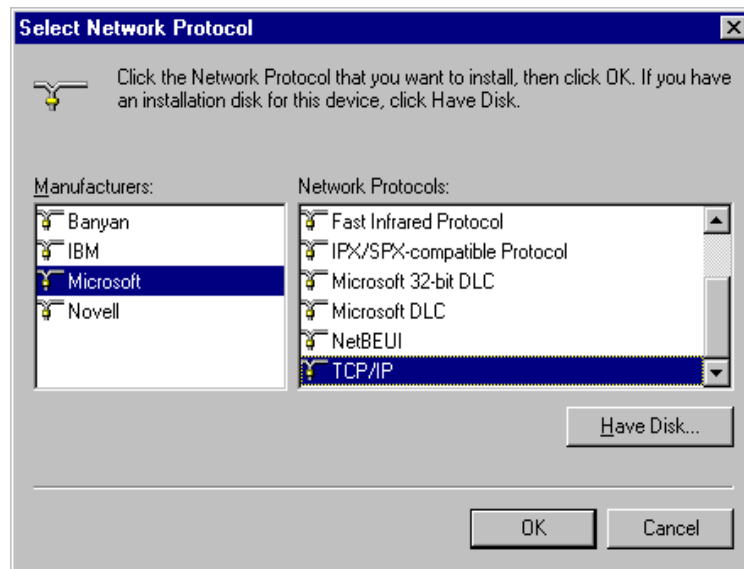 Select Network Protocol
Click the Network Protocol that you want to install, then click OK. If you have
an installation disk for this device, click Have Disk.
Manufacturers:
Banyan
IBM
Microsoft
Novell
Network Protocols:
Fast Infrared Protocol
IPX/SPX-compatible Protocol
Microsoft 32-bit DLC
Microsoft DLC
NetBEUI
TCP/IP
Have Disk...
OK
Cancel